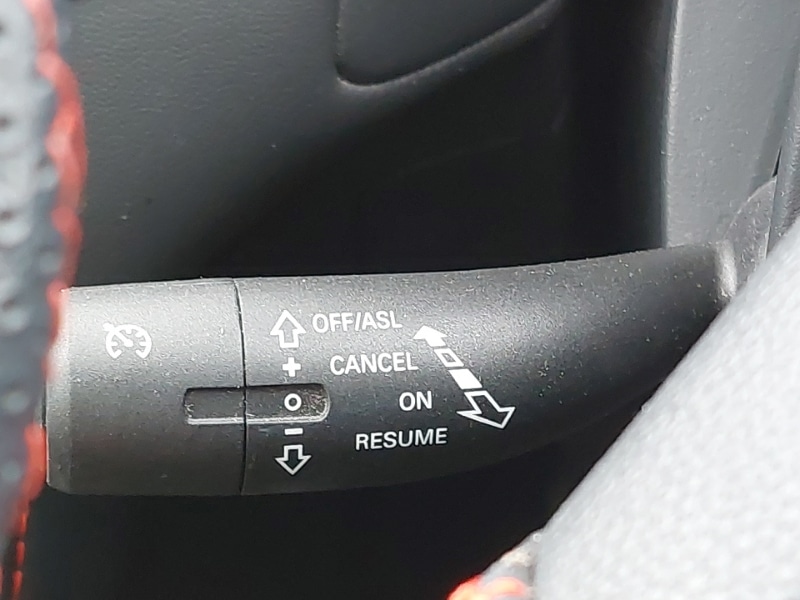 OFF/ASL
+ CANCEL
O ON
- RESUME